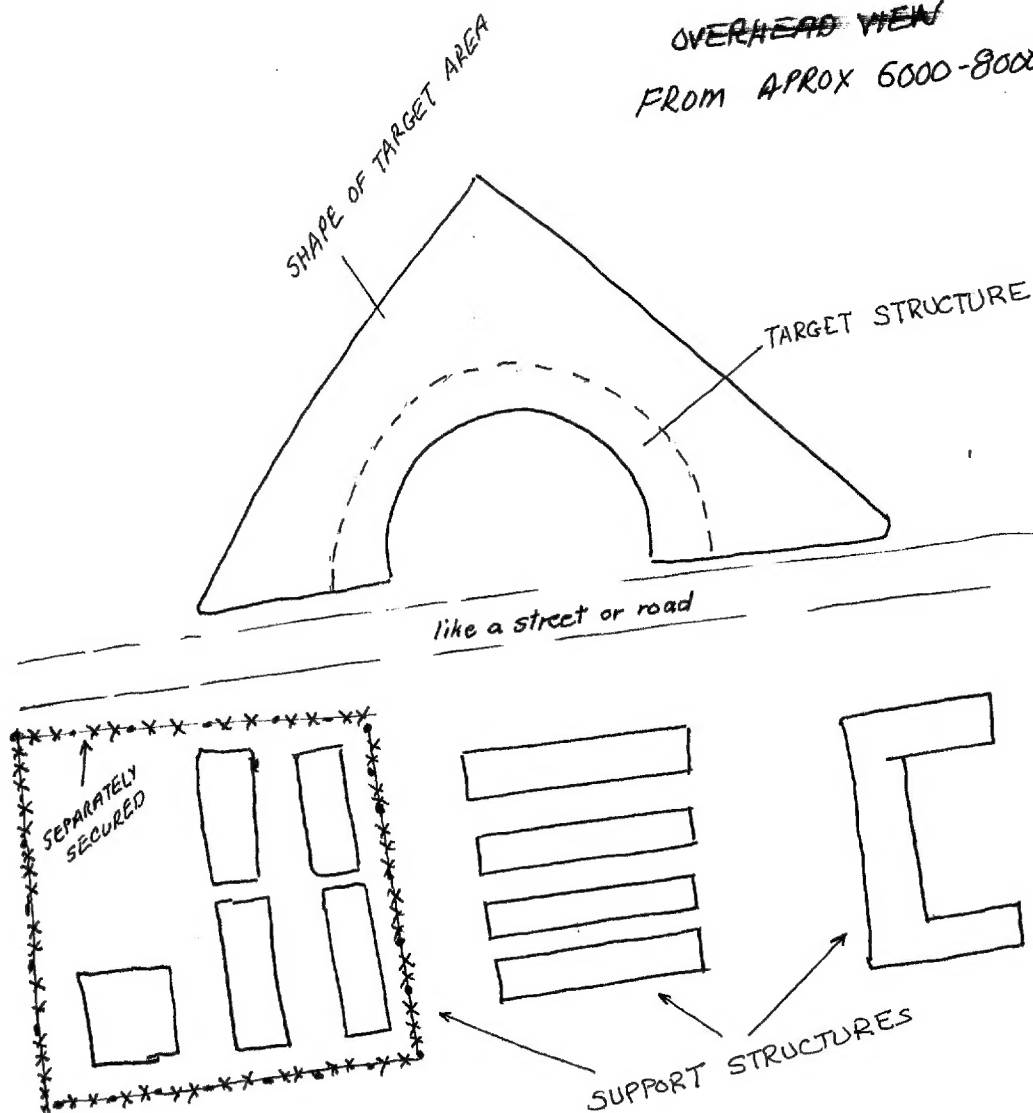 OVERHEAD VIEW
FROM APROX 6000-8000
SHAPE OF TARGET AREA
TARGET STRUCTURE
like a street or road
SEPARATELY
SECURED
SUPPORT STRUCTURES